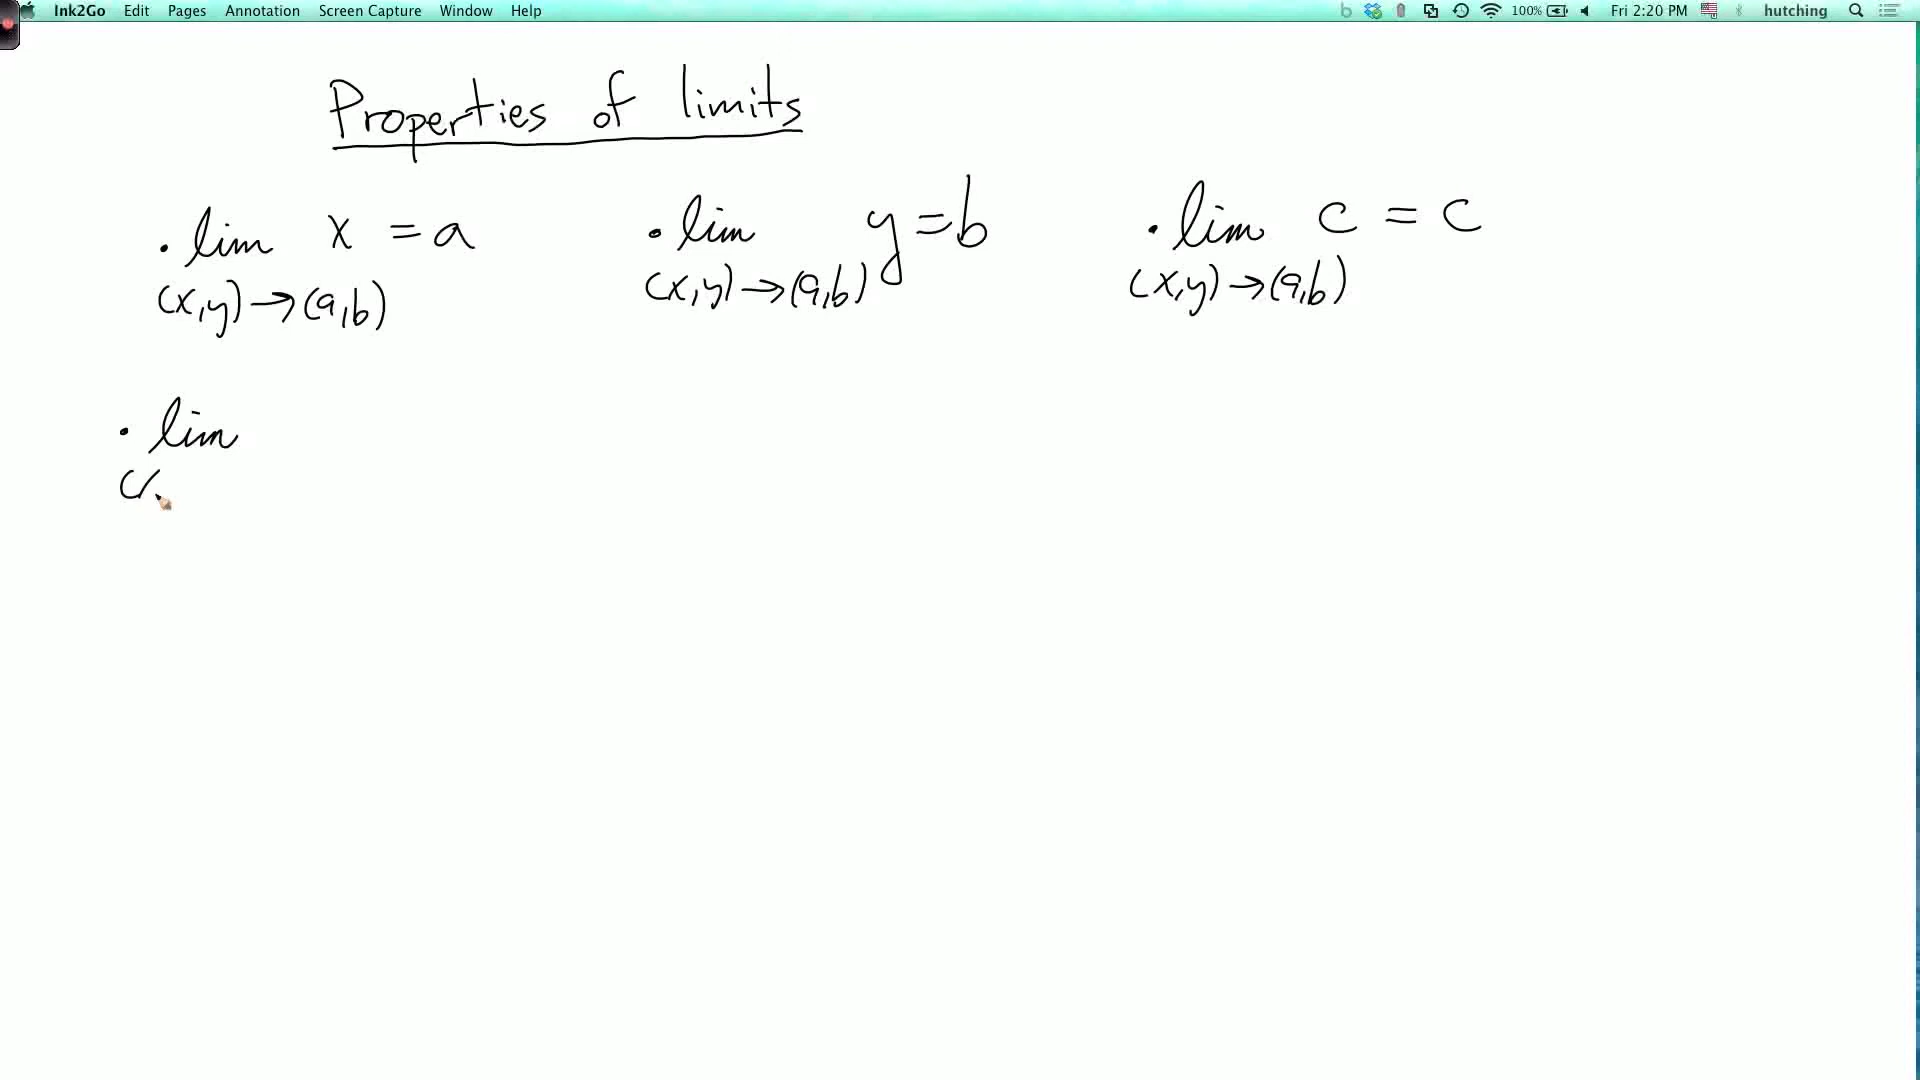 Ink2Go Edit Pages Annotation Screen Capture Window Help 100% Fri 2:20 PM hutching
Properties of limits
· lim x = a · lim y = b · lim c = c
(x,y) → (a,b) (x,y) → (a,b) (x,y) → (a,b)
· lim
(